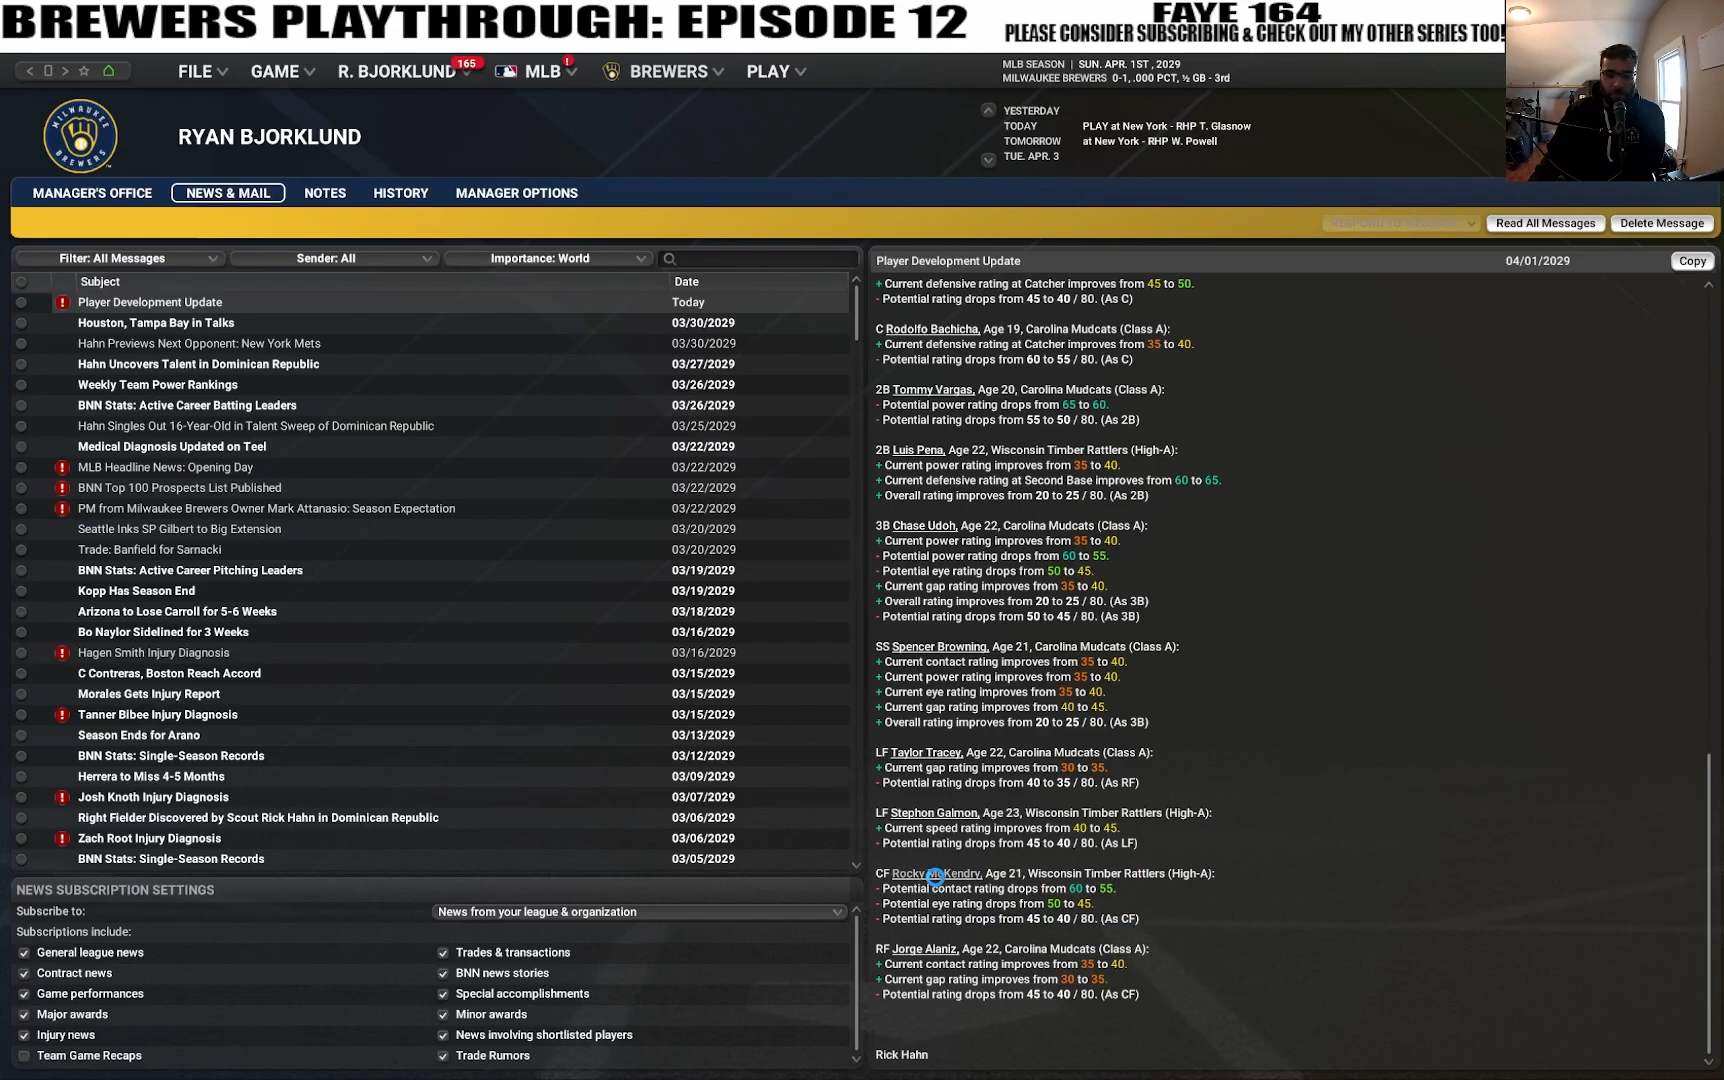 BREWERS PLAYTHROUGH: EPISODE 12
FAYE 164
PLEASE CONSIDER SUBSCRIBING & CHECK OUT MY OTHER SERIES TOO!
FILE
GAME
R. BJORKLUND
165
MLB
!
BREWERS
PLAY
MLB SEASON | SUN. APR. 1ST , 2029
MILWAUKEE BREWERS 0-1, .000 PCT, ½ GB - 3rd
MILWAUKEE
BREWERS
RYAN BJORKLUND
YESTERDAY
TODAY PLAY at New York - RHP T. Glasnow
TOMORROW at New York - RHP W. Powell
TUE. APR. 3
MANAGER'S OFFICE
NEWS & MAIL
NOTES
HISTORY
MANAGER OPTIONS
RESPOND TO MESSAGE
Read All Messages
Delete Message
Filter: All Messages
Sender: All
Importance: World
Subject Date
! Player Development Update Today
Houston, Tampa Bay in Talks 03/30/2029
Hahn Previews Next Opponent: New York Mets 03/30/2029
Hahn Uncovers Talent in Dominican Republic 03/27/2029
Weekly Team Power Rankings 03/26/2029
BNN Stats: Active Career Batting Leaders 03/26/2029
Hahn Singles Out 16-Year-Old in Talent Sweep of Dominican Republic 03/25/2029
Medical Diagnosis Updated on Teel 03/22/2029
! MLB Headline News: Opening Day 03/22/2029
! BNN Top 100 Prospects List Published 03/22/2029
! PM from Milwaukee Brewers Owner Mark Attanasio: Season Expectation 03/22/2029
Seattle Inks SP Gilbert to Big Extension 03/20/2029
Trade: Banfield for Sarnacki 03/20/2029
BNN Stats: Active Career Pitching Leaders 03/19/2029
Kopp Has Season End 03/19/2029
Arizona to Lose Carroll for 5-6 Weeks 03/18/2029
Bo Naylor Sidelined for 3 Weeks 03/16/2029
! Hagen Smith Injury Diagnosis 03/16/2029
C Contreras, Boston Reach Accord 03/15/2029
Morales Gets Injury Report 03/15/2029
! Tanner Bibee Injury Diagnosis 03/15/2029
Season Ends for Arano 03/13/2029
BNN Stats: Single-Season Records 03/12/2029
Herrera to Miss 4-5 Months 03/09/2029
! Josh Knoth Injury Diagnosis 03/07/2029
Right Fielder Discovered by Scout Rick Hahn in Dominican Republic 03/06/2029
! Zach Root Injury Diagnosis 03/06/2029
BNN Stats: Single-Season Records 03/05/2029
NEWS SUBSCRIPTION SETTINGS
Subscribe to: News from your league & organization
Subscriptions include:
General league news Trades & transactions
Contract news BNN news stories
Game performances Special accomplishments
Major awards Minor awards
Injury news News involving shortlisted players
Team Game Recaps Trade Rumors
Player Development Update 04/01/2029 Copy
+ Current defensive rating at Catcher improves from 45 to 50.
- Potential rating drops from 45 to 40 / 80. (As C)
C Rodolfo Bachicha, Age 19, Carolina Mudcats (Class A):
+ Current defensive rating at Catcher improves from 35 to 40.
- Potential rating drops from 60 to 55 / 80. (As C)
2B Tommy Vargas, Age 20, Carolina Mudcats (Class A):
- Potential power rating drops from 65 to 60.
- Potential rating drops from 55 to 50 / 80. (As 2B)
2B Luis Pena, Age 22, Wisconsin Timber Rattlers (High-A):
+ Current power rating improves from 35 to 40.
+ Current defensive rating at Second Base improves from 60 to 65.
+ Overall rating improves from 20 to 25 / 80. (As 2B)
3B Chase Udoh, Age 22, Carolina Mudcats (Class A):
+ Current power rating improves from 35 to 40.
- Potential power rating drops from 60 to 55.
- Potential eye rating drops from 50 to 45.
+ Current gap rating improves from 35 to 40.
+ Overall rating improves from 20 to 25 / 80. (As 3B)
- Potential rating drops from 50 to 45 / 80. (As 3B)
SS Spencer Browning, Age 21, Carolina Mudcats (Class A):
+ Current contact rating improves from 35 to 40.
+ Current power rating improves from 35 to 40.
+ Current eye rating improves from 35 to 40.
+ Current gap rating improves from 40 to 45.
+ Overall rating improves from 20 to 25 / 80. (As 3B)
LF Taylor Tracey, Age 22, Carolina Mudcats (Class A):
+ Current gap rating improves from 30 to 35.
- Potential rating drops from 40 to 35 / 80. (As RF)
LF Stephon Galmon, Age 23, Wisconsin Timber Rattlers (High-A):
+ Current speed rating improves from 40 to 45.
- Potential rating drops from 45 to 40 / 80. (As LF)
CF Rocky McKendry, Age 21, Wisconsin Timber Rattlers (High-A):
- Potential contact rating drops from 60 to 55.
- Potential eye rating drops from 50 to 45.
- Potential rating drops from 45 to 40 / 80. (As CF)
RF Jorge Alaniz, Age 22, Carolina Mudcats (Class A):
+ Current contact rating improves from 35 to 40.
+ Current gap rating improves from 30 to 35.
- Potential rating drops from 45 to 40 / 80. (As CF)
Rick Hahn